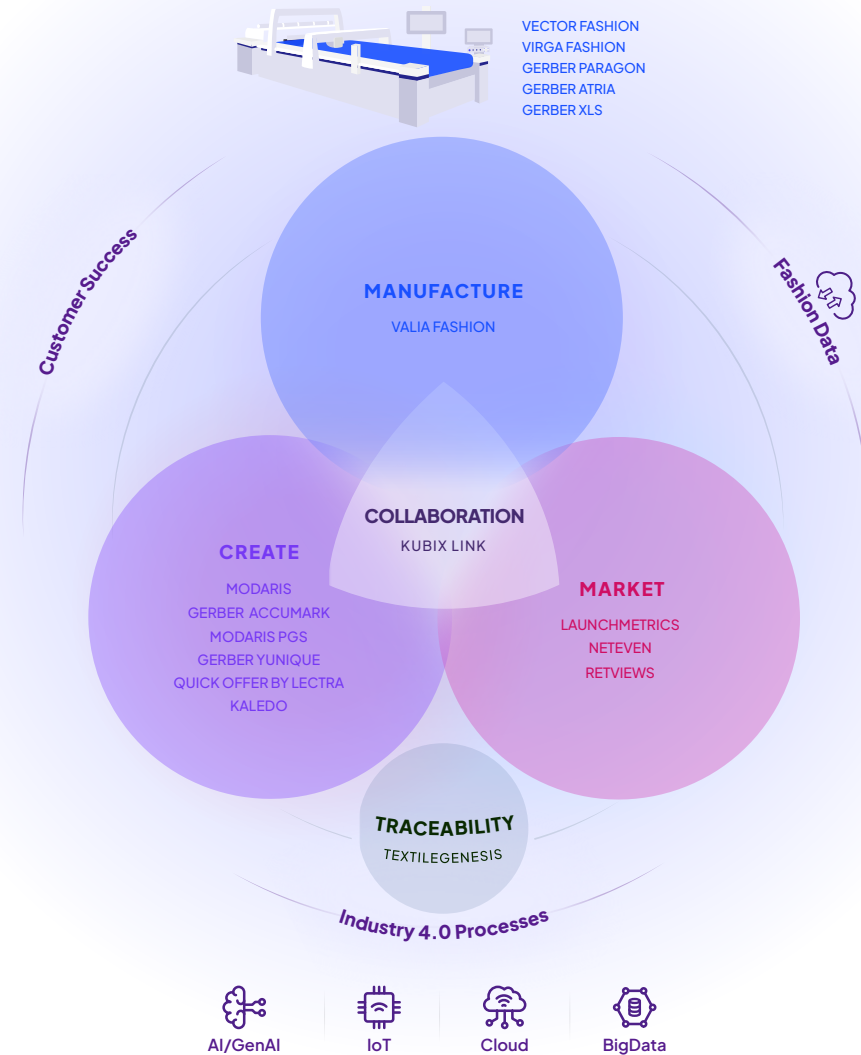 VECTOR FASHION
VIRGA FASHION
GERBER PARAGON
GERBER ATRIA
GERBER XLS
Customer Success
Fashion Data
MANUFACTURE
VALIA FASHION
COLLABORATION
KUBIX LINK
CREATE
MODARIS
GERBER ACCUMARK
MODARIS PGS
GERBER YUNIQUE
QUICK OFFER BY LECTRA
KALEDO
MARKET
LAUNCHMETRICS
NETEVEN
RETVIEWS
TRACEABILITY
TEXTILEGENESIS
Industry 4.0 Processes
AI/GenAI
IoT
Cloud
BigData